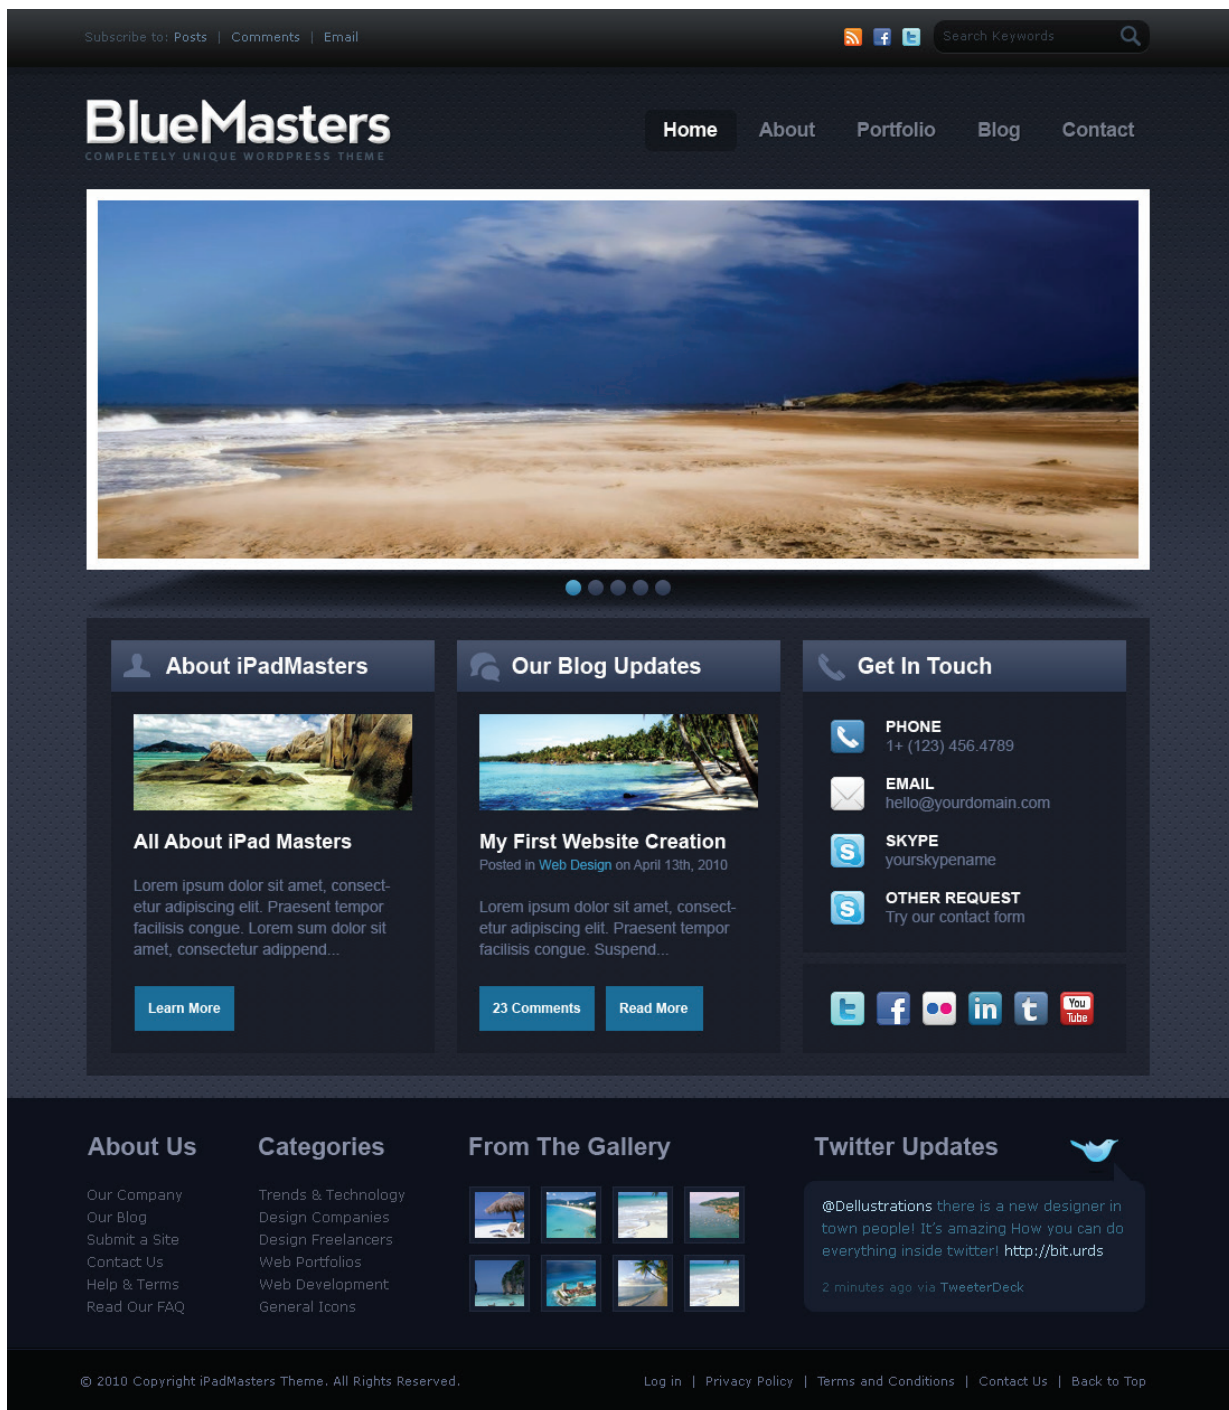 Subscribe to: Posts | Comments | Email
Search Keywords
BlueMasters
COMPLETELY UNIQUE WORDPRESS THEME
Home About Portfolio Blog Contact
About iPadMasters
All About iPad Masters
Lorem ipsum dolor sit amet, consect-
etur adipiscing elit. Praesent tempor
facilisis congue. Lorem sum dolor sit
amet, consectetur adippend...
Learn More
Our Blog Updates
My First Website Creation
Posted in Web Design on April 13th, 2010
Lorem ipsum dolor sit amet, consect-
etur adipiscing elit. Praesent tempor
facilisis congue. Suspend...
23 Comments Read More
Get In Touch
PHONE
1+ (123) 456.4789
EMAIL
hello@yourdomain.com
SKYPE
yourskypename
OTHER REQUEST
Try our contact form
You
Tube
About Us
Our Company
Our Blog
Submit a Site
Contact Us
Help & Terms
Read Our FAQ
Categories
Trends & Technology
Design Companies
Design Freelancers
Web Portfolios
Web Development
General Icons
From The Gallery
Twitter Updates
@Dellustrations there is a new designer in
town people! It's amazing How you can do
everything inside twitter! http://bit.urds
2 minutes ago via TweeterDeck
© 2010 Copyright iPadMasters Theme. All Rights Reserved.
Log in | Privacy Policy | Terms and Conditions | Contact Us | Back to Top